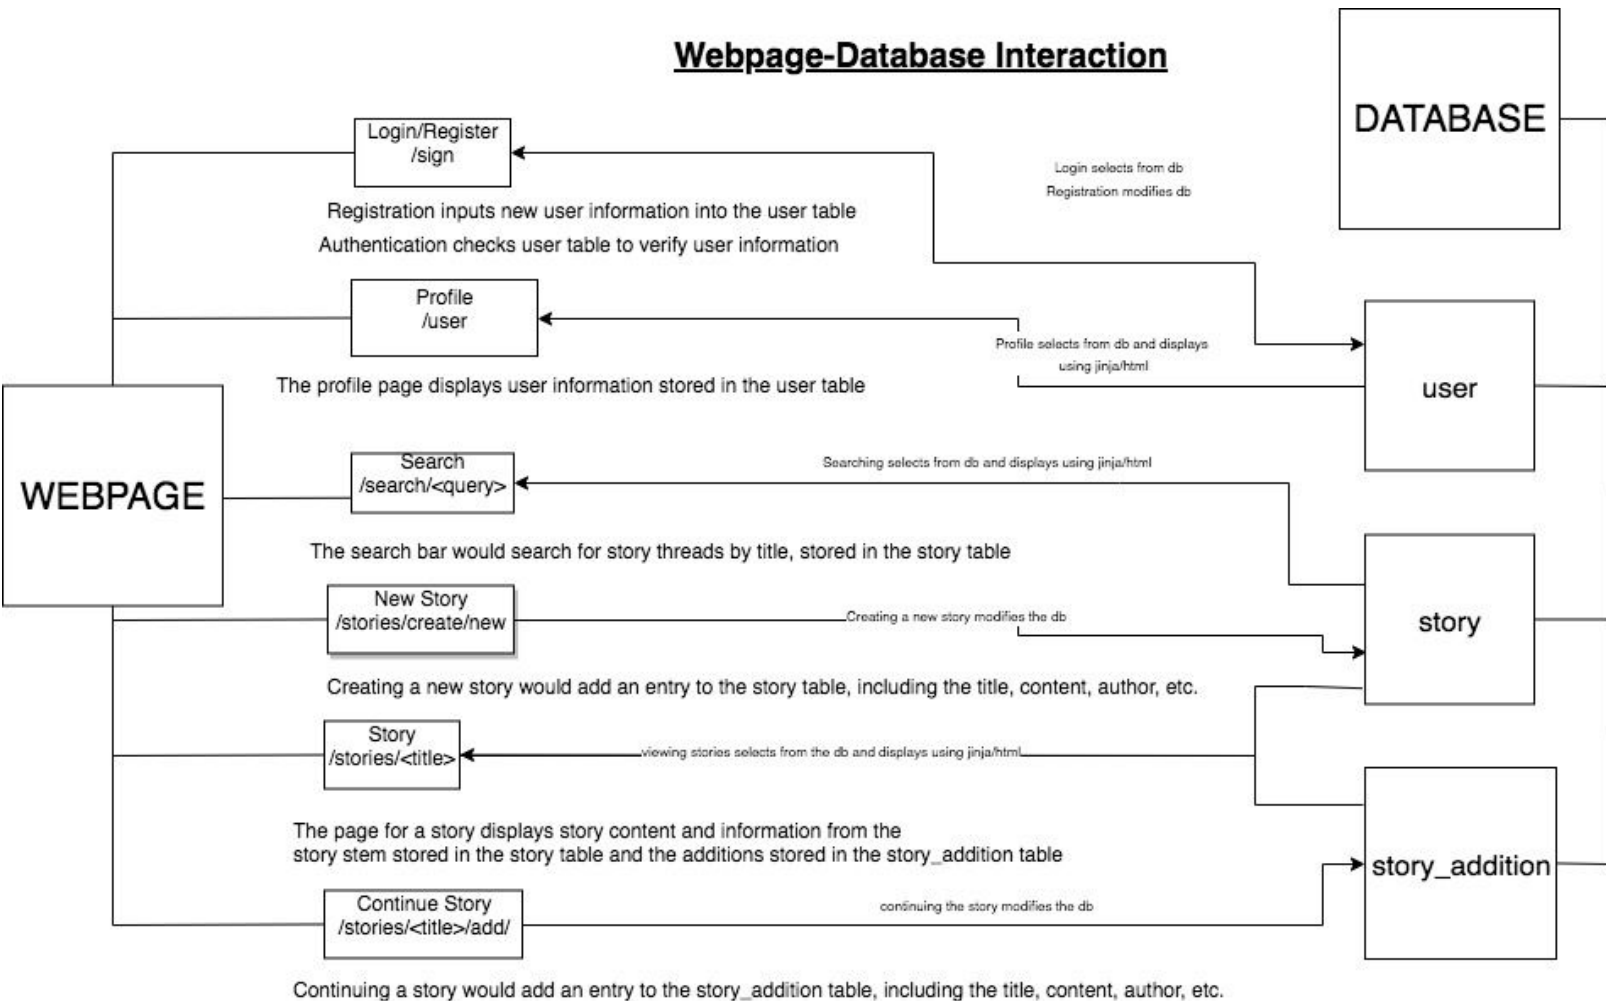 Webpage-Database Interaction
DATABASE
Login/Register
/sign
Login selects from db
Registration modifies db
Registration inputs new user information into the user table
Authentication checks user table to verify user information
Profile
/user
Profile selects from db and displays
using jinja/html
The profile page displays user information stored in the user table
user
WEBPAGE
Search
/search/<query>
Searching selects from db and displays using jinja/html
The search bar would search for story threads by title, stored in the story table
New Story
/stories/create/new
Creating a new story modifies the db
story
Creating a new story would add an entry to the story table, including the title, content, author, etc.
Story
/stories/<title>
viewing stories selects from the db and displays using jinja/html
The page for a story displays story content and information from the
story stem stored in the story table and the additions stored in the story_addition table
story_addition
Continue Story
/stories/<title>/add/
continuing the story modifies the db
Continuing a story would add an entry to the story_addition table, including the title, content, author, etc.